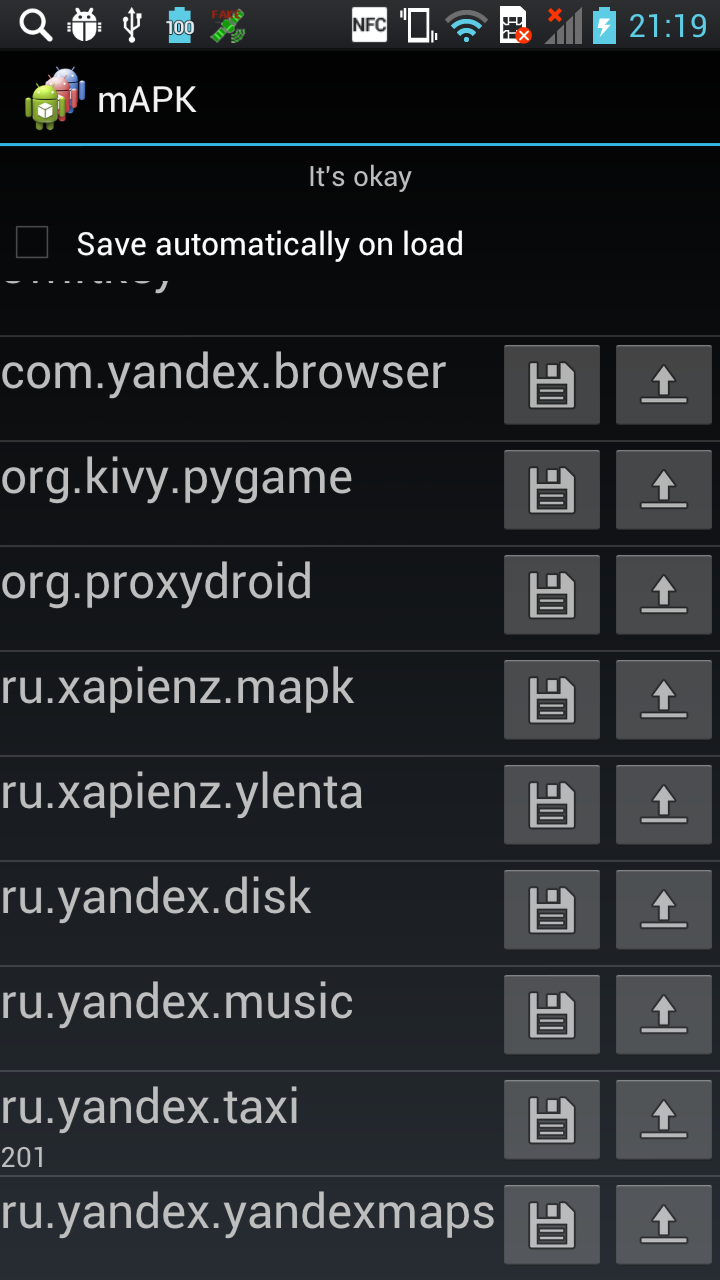 100
FAKE
NFC
21:19
mAPK
It's okay
Save automatically on load
com.yandex.browser
org.kivy.pygame
org.proxydroid
ru.xapienz.mapk
ru.xapienz.ylenta
ru.yandex.disk
ru.yandex.music
ru.yandex.taxi
201
ru.yandex.yandexmaps